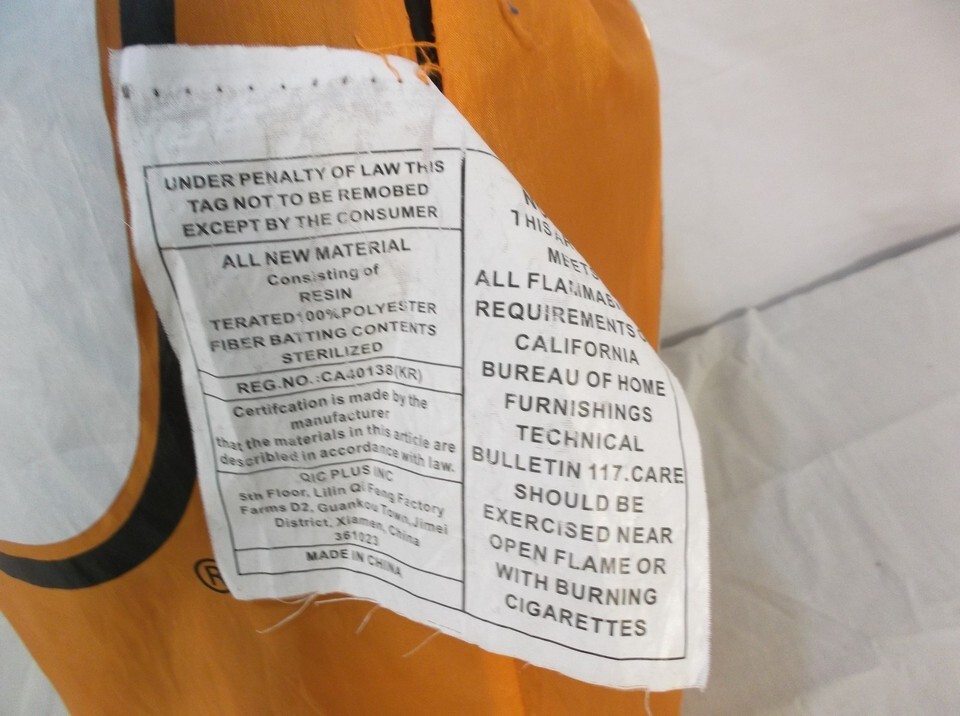 UNDER PENALTY OF LAW THIS
TAG NOT TO BE REMOBED
EXCEPT BY THE CONSUMER
ALL NEW MATERIAL
Consisting of
RESIN
TERATED100%POLYESTER
FIBER BATTING CONTENTS
STERILIZED
REG.NO.:CA40138(KR)
Certifcation is made by the
manufacturer
that the materials in this article are
describled in accordance with law.
QIC PLUS INC
5th Floor, Lilin Qi Feng Factory
Farms D2, Guankou Town,Jimei
District, Xiamen, China
361023
MADE IN CHINA
THIS
MEETS
ALL FLAMMAB
REQUIREMENTS
CALIFORNIA
BUREAU OF HOME
FURNISHINGS
TECHNICAL
BULLETIN 117.CARE
SHOULD BE
EXERCISED NEAR
OPEN FLAME OR
WITH BURNING
CIGARETTES
®